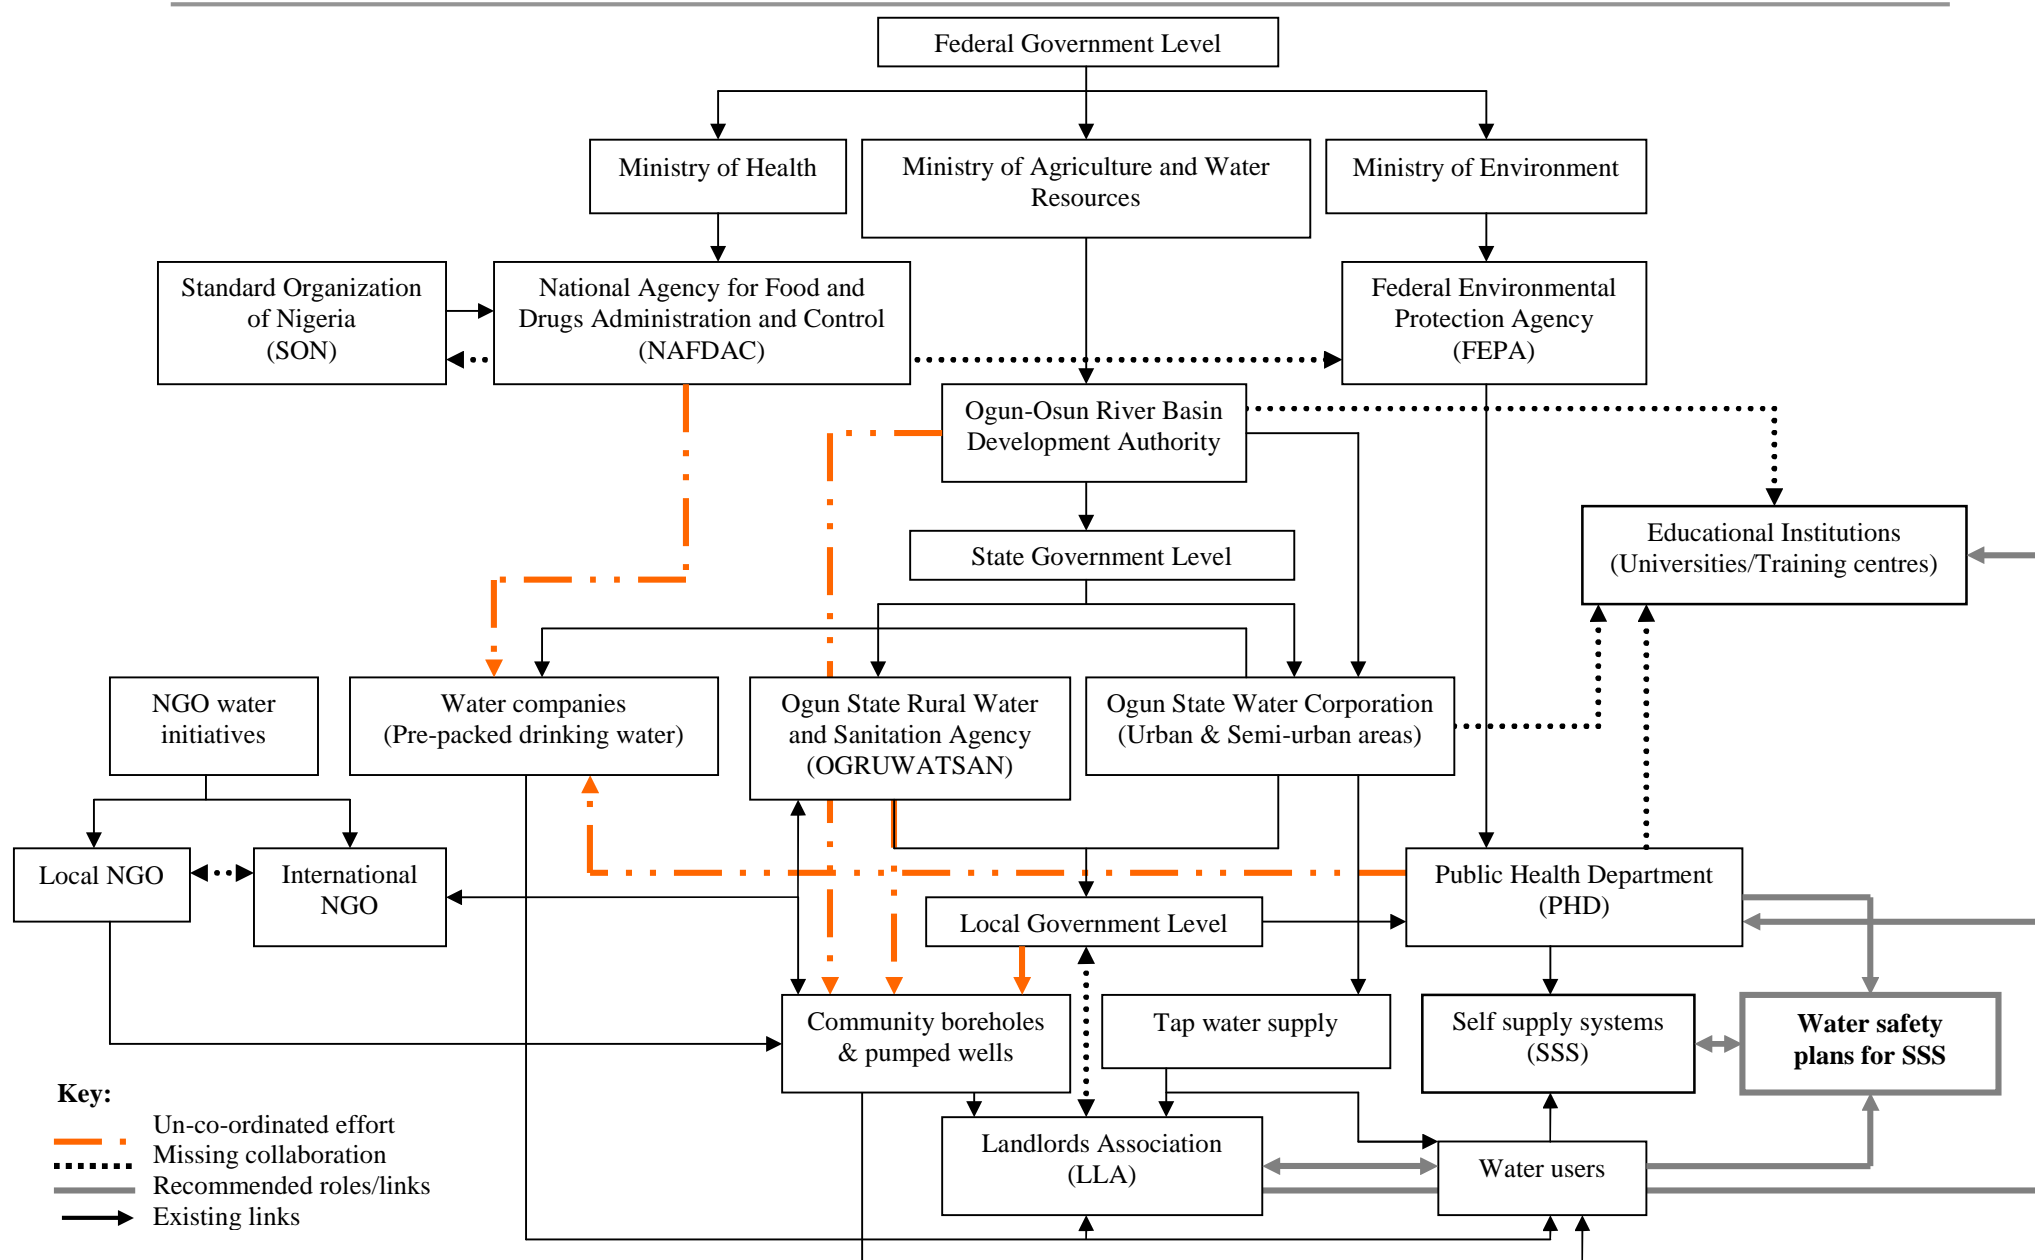 Federal Government Level
Ministry of Health
Ministry of Agriculture and Water
Resources
Ministry of Environment
Standard Organization
of Nigeria
(SON)
National Agency for Food and
Drugs Administration and Control
(NAFDAC)
Federal Environmental
Protection Agency
(FEPA)
Ogun-Osun River Basin
Development Authority
Educational Institutions
(Universities/Training centres)
State Government Level
NGO water
initiatives
Water companies
(Pre-packed drinking water)
Ogun State Rural Water
and Sanitation Agency
(OGRUWATSAN)
Ogun State Water Corporation
(Urban & Semi-urban areas)
Local NGO
International
NGO
Local Government Level
Public Health Department
(PHD)
Community boreholes
& pumped wells
Tap water supply
Self supply systems
(SSS)
Water safety
plans for SSS
Landlords Association
(LLA)
Water users
Key:
Un-co-ordinated effort
Missing collaboration
Recommended roles/links
Existing links